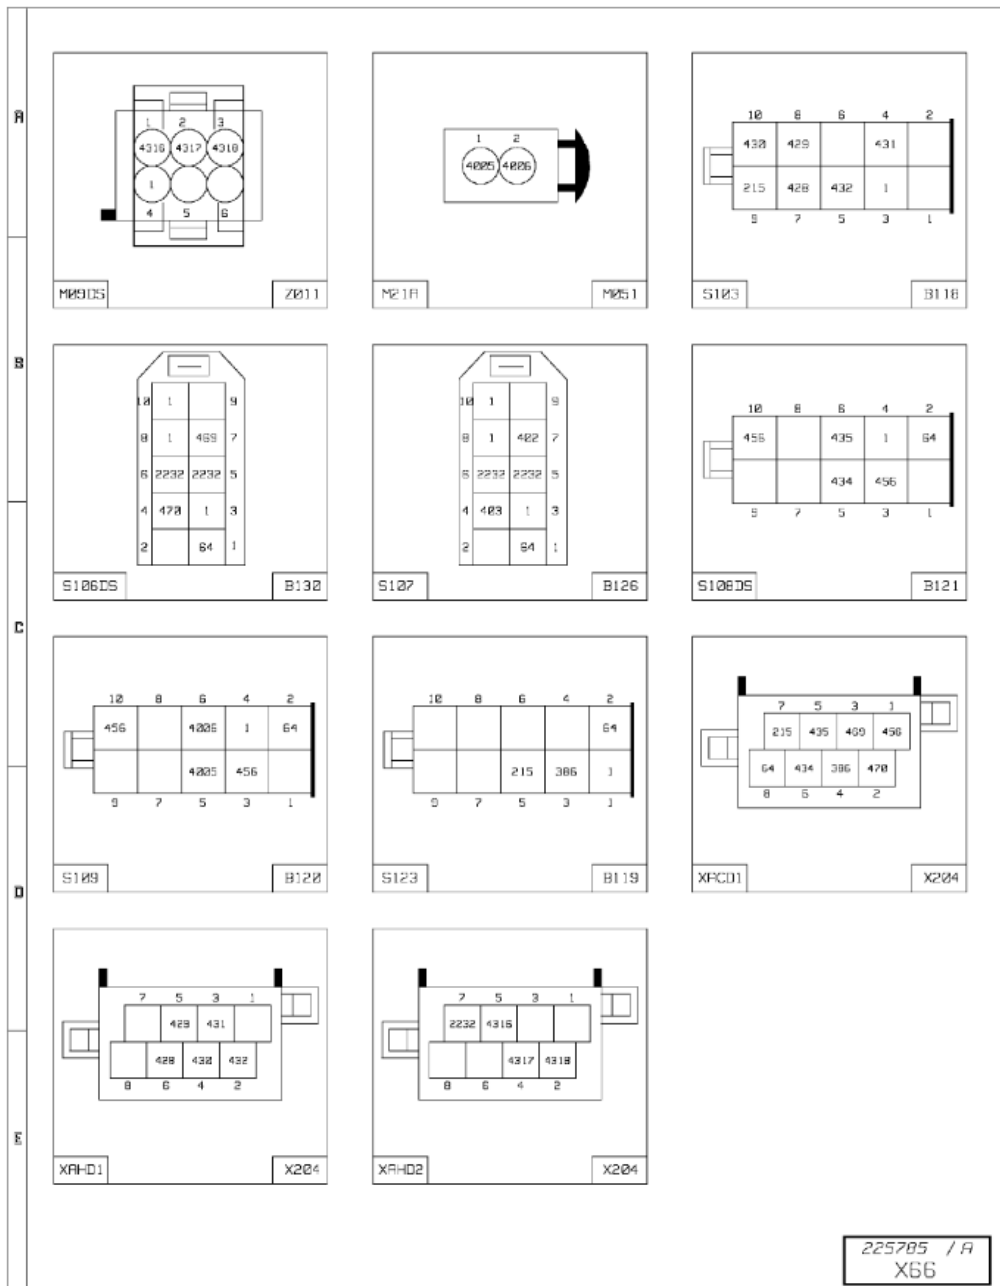 A
1 2 3
4316 4317 4318
1
4 5 6
M09DS Z011
1 2
4005 4006
M21A M051
10 8 6 4 2
430 429 431
215 428 432 1
9 7 5 3 1
S103 B118
B
10 1 9
8 1 469 7
6 2232 2232 5
4 470 1 3
2 64 1
S106DS B130
10 1 9
8 1 402 7
6 2232 2232 5
4 403 1 3
2 64 1
S107 B126
10 8 6 4 2
456 435 1 64
434 456
9 7 5 3 1
S108DS B121
C
10 8 6 4 2
456 4006 1 64
4005 456
9 7 5 3 1
S109 B120
10 8 6 4 2
64
215 386 1
9 7 5 3 1
S123 B119
7 5 3 1
215 435 469 456
64 434 386 470
8 6 4 2
XACD1 X204
D
7 5 3 1
429 431
428 430 432
8 6 4 2
XAHD1 X204
7 5 3 1
2232 4316
4317 4318
8 6 4 2
XAHD2 X204
E
225785 / A
X66